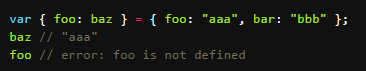 var { foo: baz } = { foo: "aaa", bar: "bbb" };
baz // "aaa"
foo // error: foo is not defined